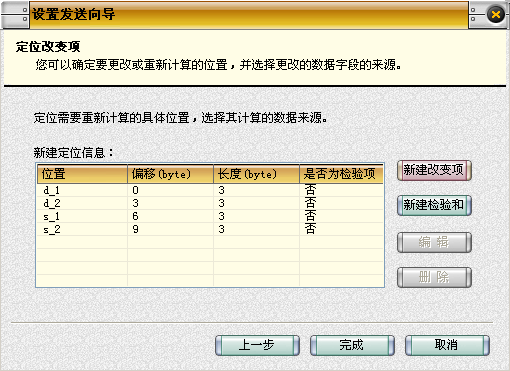 设置发送向导
定位改变项
您可以确定要更改或重新计算的位置,并选择更改的数据字段的来源。
定位需要重新计算的具体位置,选择其计算的数据来源。
新建定位信息:
位置 偏移(byte) 长度(byte) 是否为检验项
d_1 0 3 否
d_2 3 3 否
s_1 6 3 否
s_2 9 3 否
新建改变项
新建检验和
编 辑
删 除
上一步 完成 取消